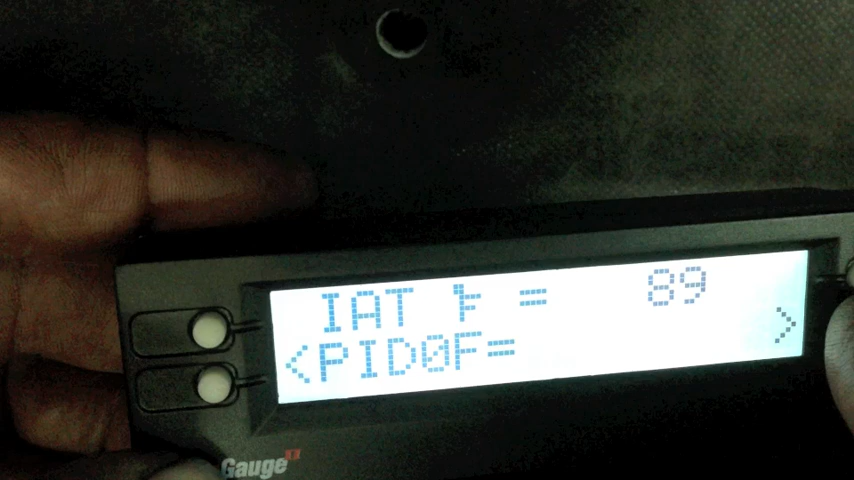 IAT °F = 89
<PID0F= >
Gauge